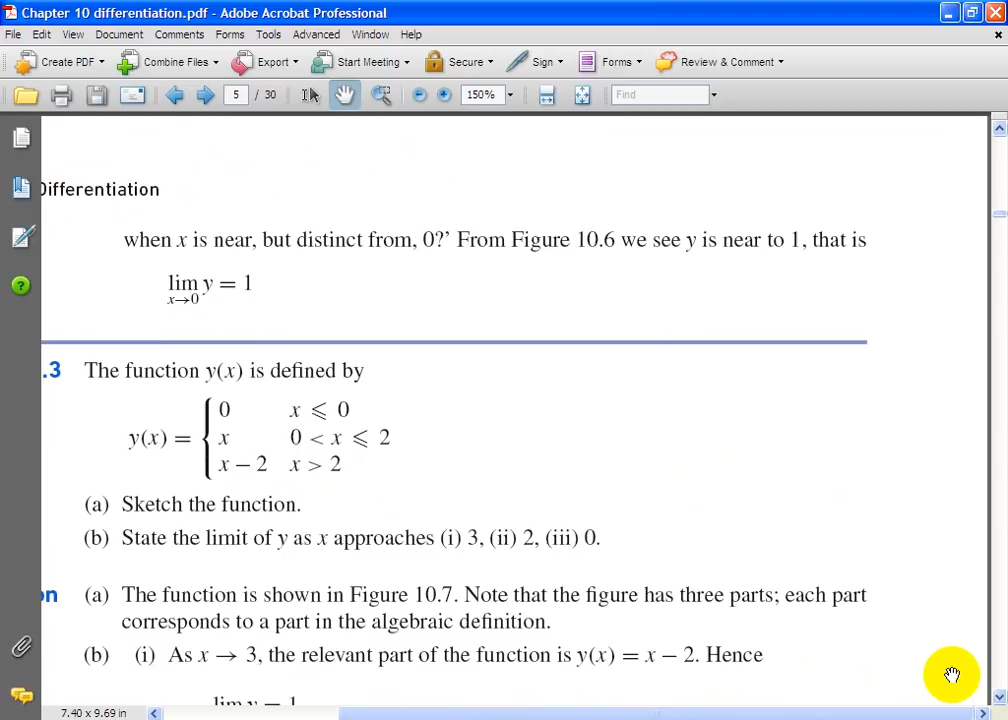 Chapter 10 differentiation.pdf - Adobe Acrobat Professional
File Edit View Document Comments Forms Tools Advanced Window Help
Create PDF Combine Files Export Start Meeting Secure Sign Forms Review & Comment
5 / 30 150% Find
Differentiation
when x is near, but distinct from, 0?’ From Figure 10.6 we see y is near to 1, that is
lim y = 1
x→0
.3 The function y(x) is defined by
0 x ⩽ 0
y(x) = { x 0 < x ⩽ 2
x − 2 x > 2
(a) Sketch the function.
(b) State the limit of y as x approaches (i) 3, (ii) 2, (iii) 0.
on (a) The function is shown in Figure 10.7. Note that the figure has three parts; each part
corresponds to a part in the algebraic definition.
(b) (i) As x → 3, the relevant part of the function is y(x) = x − 2. Hence
lim y = 1
7.40 x 9.69 in